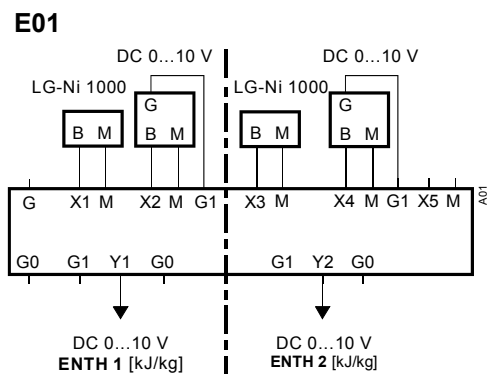 E01
DC 0...10 V DC 0...10 V
LG-Ni 1000 LG-Ni 1000
G G
B M B M B M B M
G X1 M X2 M G1 X3 M X4 M G1 X5 M
A01
G0 G1 Y1 G0 G1 Y2 G0
DC 0...10 V DC 0...10 V
ENTH 1 [kJ/kg] ENTH 2 [kJ/kg]